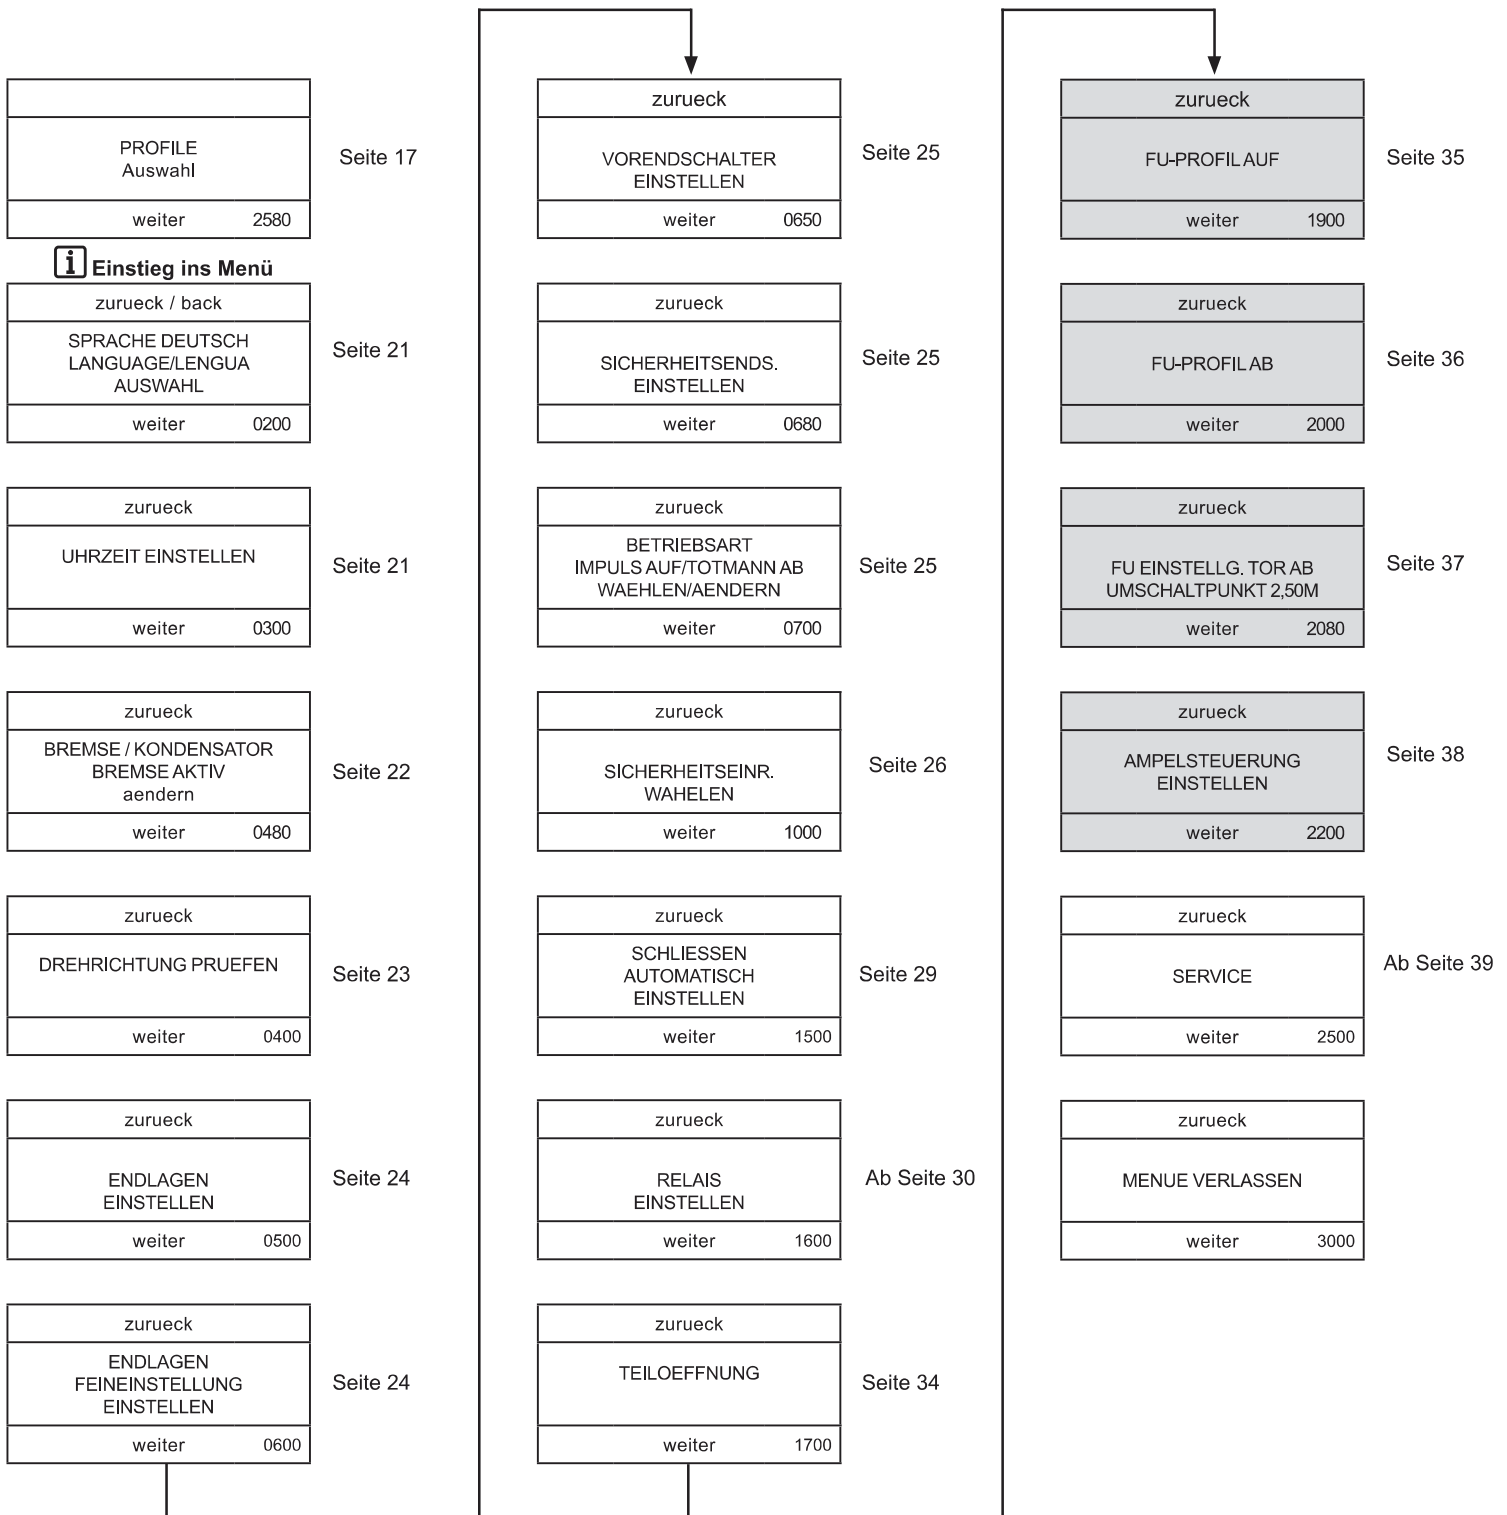 PROFILE
Auswahl
weiter 2580
Seite 17
i Einstieg ins Menü
zurueck / back
SPRACHE DEUTSCH
LANGUAGE/LENGUA
AUSWAHL
weiter 0200
Seite 21
zurueck
UHRZEIT EINSTELLEN
weiter 0300
Seite 21
zurueck
BREMSE / KONDENSATOR
BREMSE AKTIV
aendern
weiter 0480
Seite 22
zurueck
DREHRICHTUNG PRUEFEN
weiter 0400
Seite 23
zurueck
ENDLAGEN
EINSTELLEN
weiter 0500
Seite 24
zurueck
ENDLAGEN
FEINEINSTELLUNG
EINSTELLEN
weiter 0600
Seite 24
zurueck
VORENDSCHALTER
EINSTELLEN
weiter 0650
Seite 25
zurueck
SICHERHEITSENDS.
EINSTELLEN
weiter 0680
Seite 25
zurueck
BETRIEBSART
IMPULS AUF/TOTMANN AB
WAEHLEN/AENDERN
weiter 0700
Seite 25
zurueck
SICHERHEITSEINR.
WAHELEN
weiter 1000
Seite 26
zurueck
SCHLIESSEN
AUTOMATISCH
EINSTELLEN
weiter 1500
Seite 29
zurueck
RELAIS
EINSTELLEN
weiter 1600
Ab Seite 30
zurueck
TEILOEFFNUNG
weiter 1700
Seite 34
zurueck
FU-PROFIL AUF
weiter 1900
Seite 35
zurueck
FU-PROFIL AB
weiter 2000
Seite 36
zurueck
FU EINSTELLG. TOR AB
UMSCHALTPUNKT 2,50M
weiter 2080
Seite 37
zurueck
AMPELSTEUERUNG
EINSTELLEN
weiter 2200
Seite 38
zurueck
SERVICE
weiter 2500
Ab Seite 39
zurueck
MENUE VERLASSEN
weiter 3000